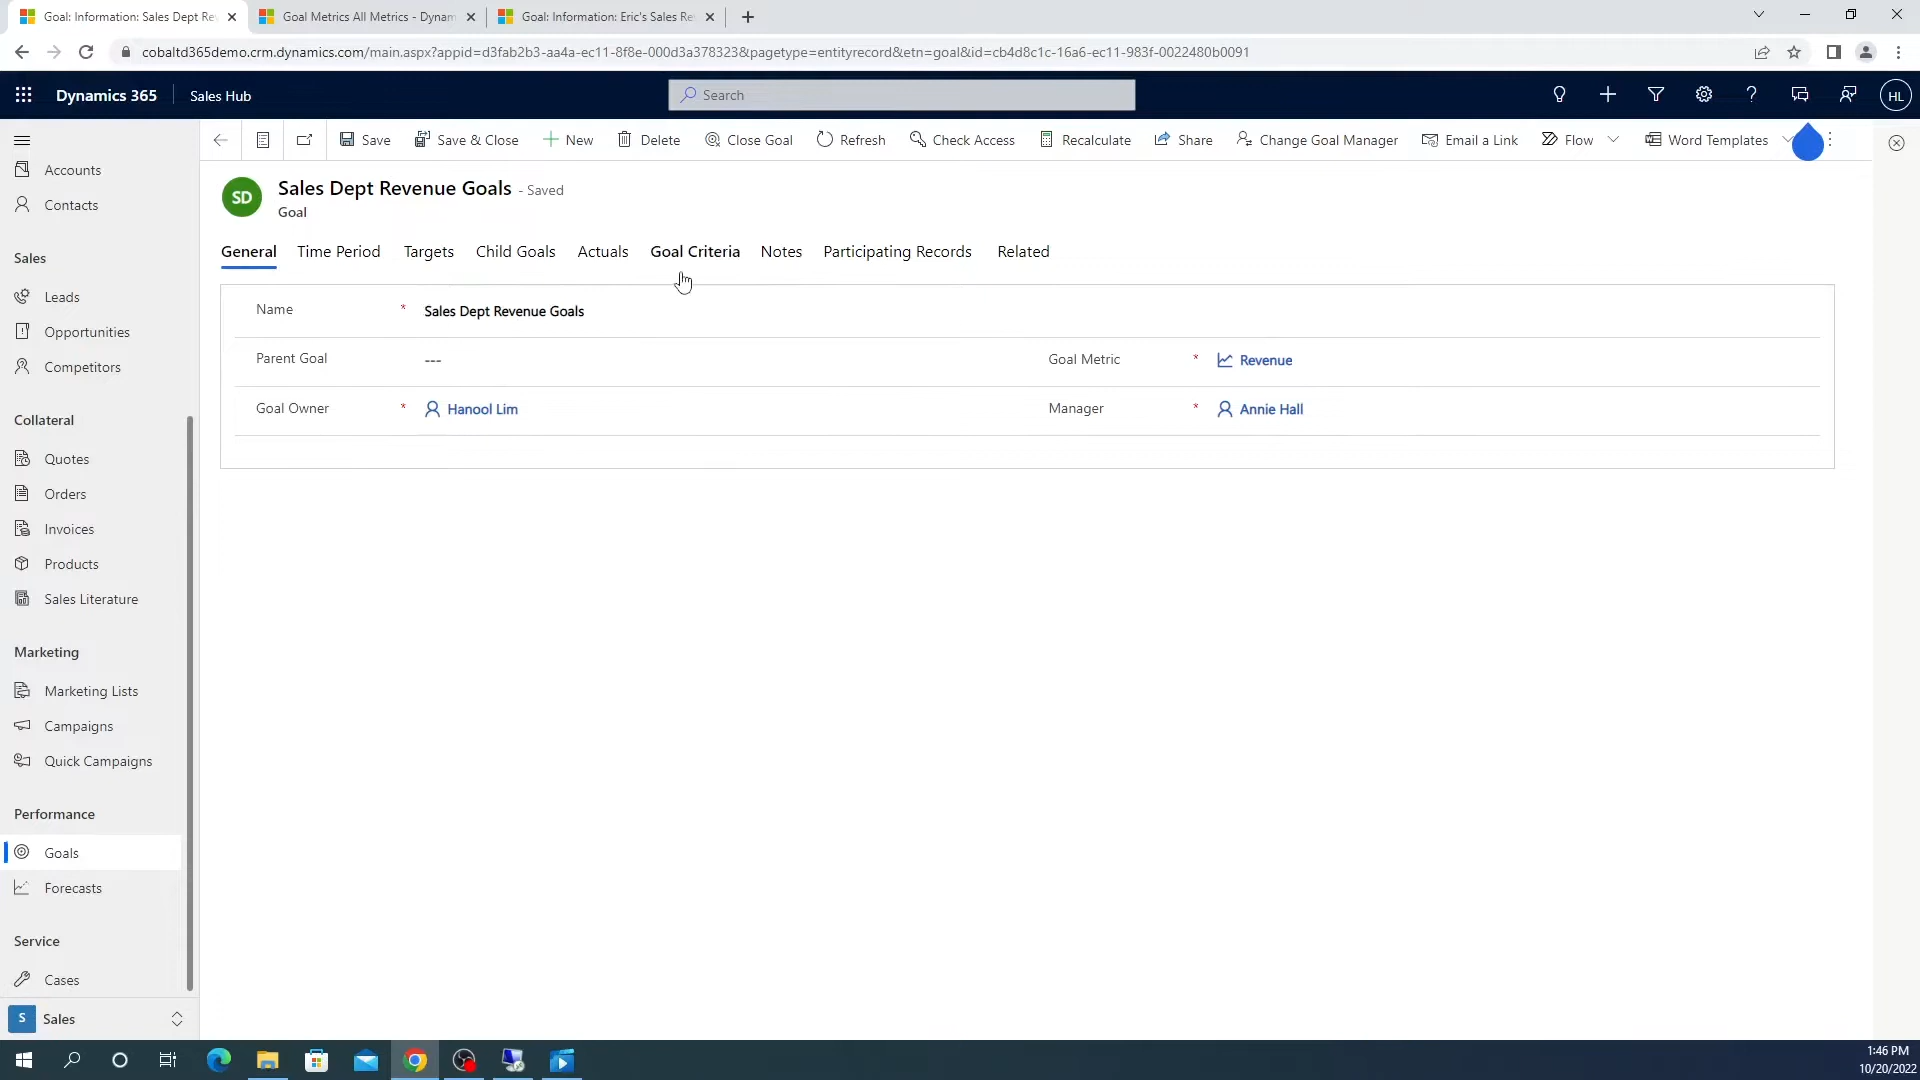 Goal: Information: Sales Dept Re
Goal Metrics All Metrics - Dynam
Goal: Information: Eric's Sales Re
cobaltd365demo.crm.dynamics.com/main.aspx?appid=d3fab2b3-aa4a-ec11-8f8e-000d3a378323&pagetype=entityrecord&etn=goal&id=cb4d8c1c-16a6-ec11-983f-0022480b0091
Dynamics 365
Sales Hub
Search
HL
Save
Save & Close
New
Delete
Close Goal
Refresh
Check Access
Recalculate
Share
Change Goal Manager
Email a Link
Flow
Word Templates
Accounts
Contacts
Sales
Leads
Opportunities
Competitors
Collateral
Quotes
Orders
Invoices
Products
Sales Literature
Marketing
Marketing Lists
Campaigns
Quick Campaigns
Performance
Goals
Forecasts
Service
Cases
S
Sales
SD
Sales Dept Revenue Goals - Saved
Goal
General
Time Period
Targets
Child Goals
Actuals
Goal Criteria
Notes
Participating Records
Related
Name * Sales Dept Revenue Goals
Parent Goal ---
Goal Metric * Revenue
Goal Owner * Hanool Lim
Manager * Annie Hall
1:46 PM
10/20/2022